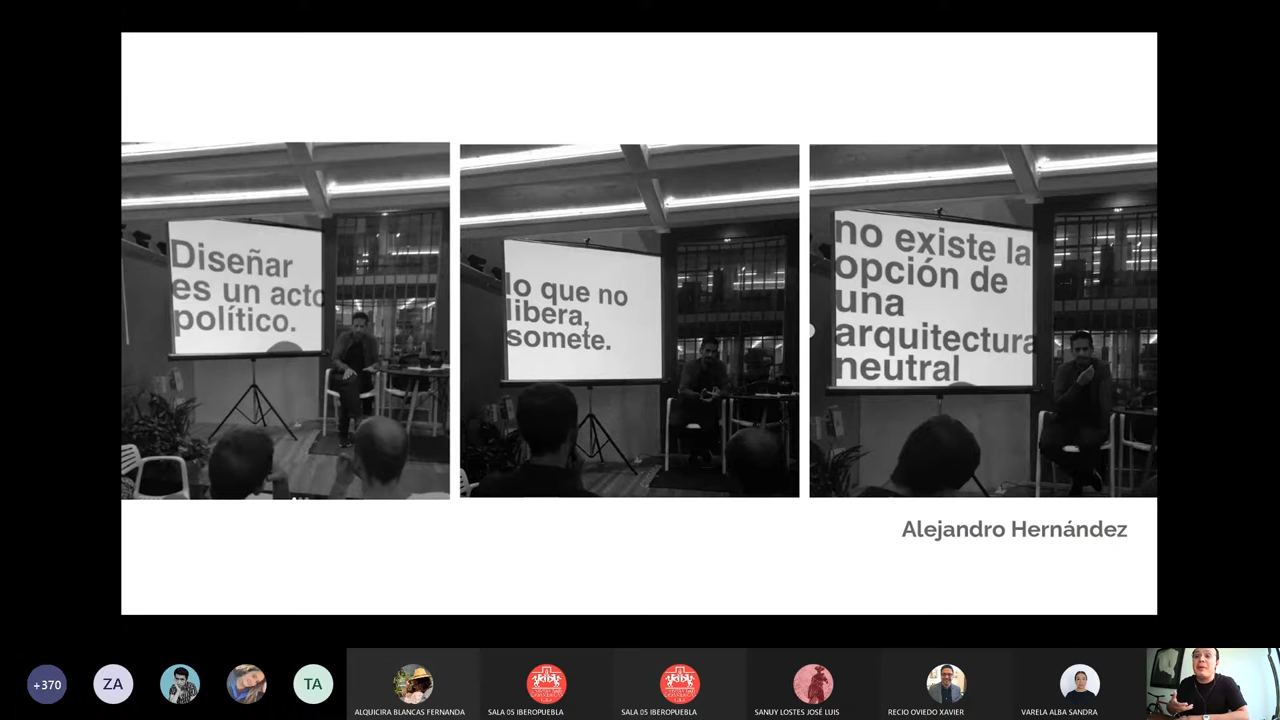 Diseñar
es un acto
político.
lo que no
libera,
somete.
no existe la
opción de
una
arquitectura
neutral
Alejandro Hernández
+370
ZA
TA
ALQUICIRA BLANCAS FERNANDA
SALA 05 IBEROPUEBLA
SALA 05 IBEROPUEBLA
SANUY LOSTES JOSÉ LUIS
RECIO OVIEDO XAVIER
VARELA ALBA SANDRA